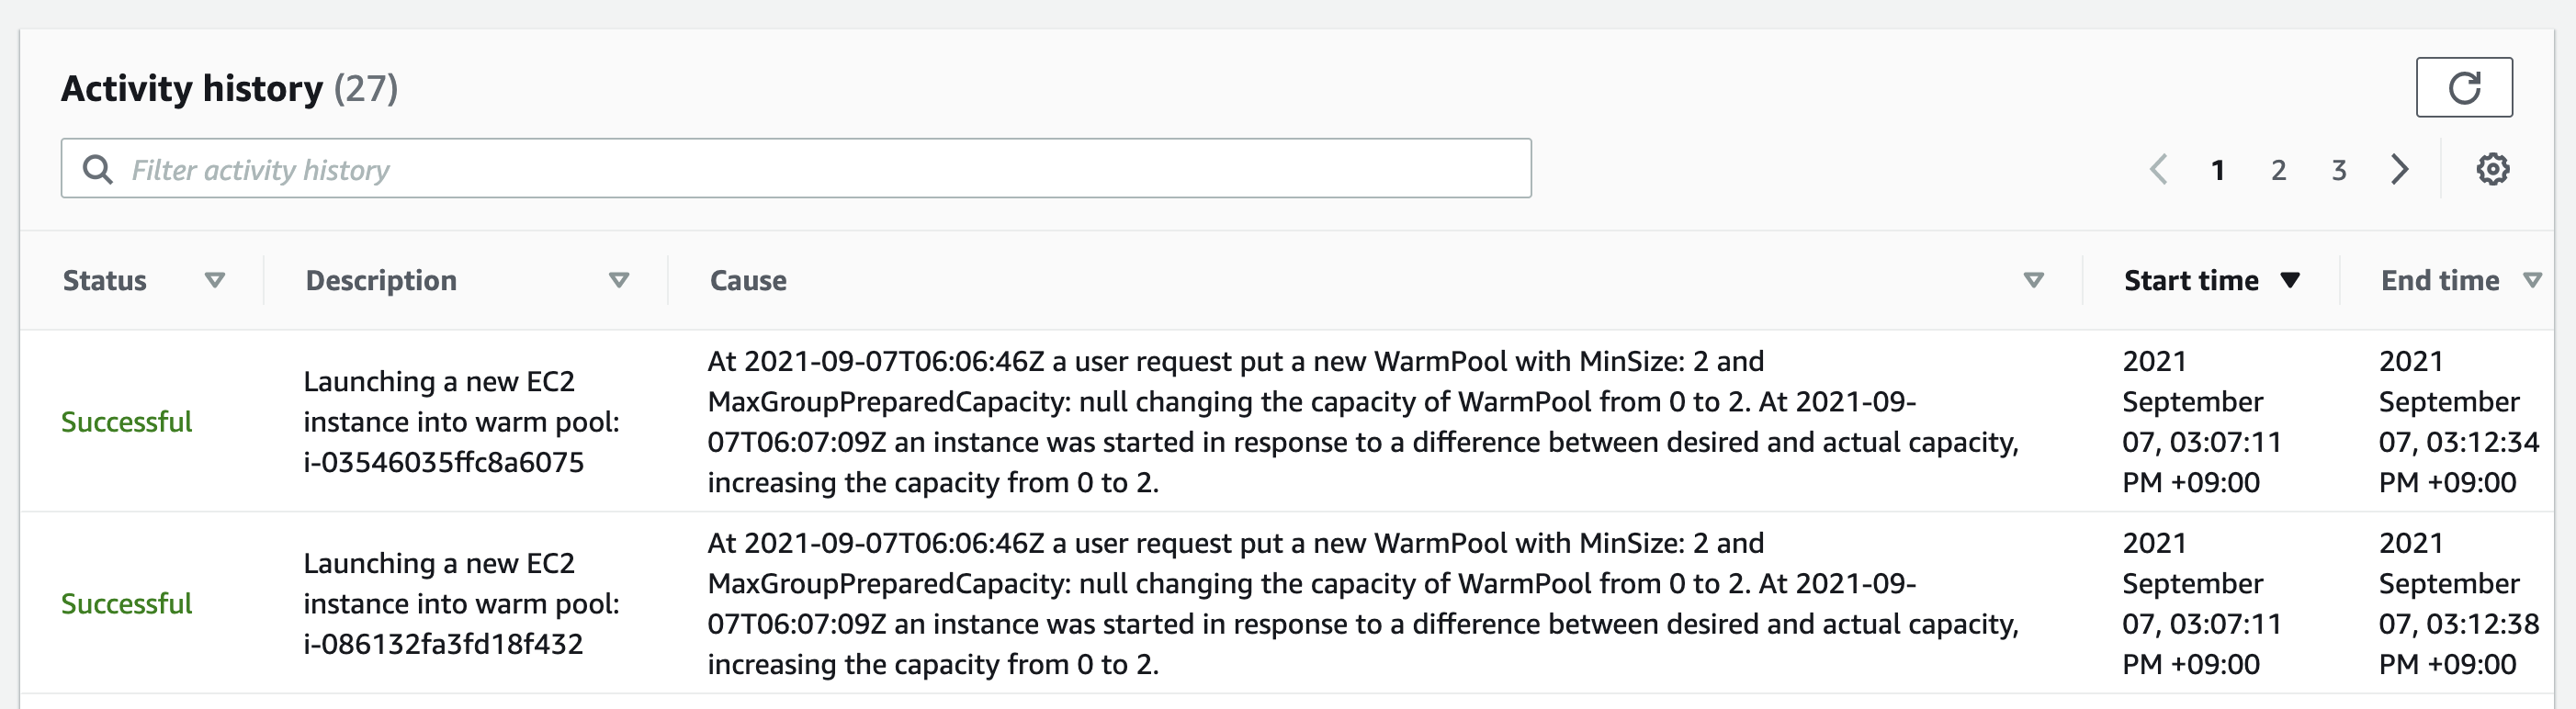 Activity history (27)
Filter activity history
1 2 3
Status Description Cause Start time End time
Successful
Launching a new EC2
instance into warm pool:
i-03546035ffc8a6075
At 2021-09-07T06:06:46Z a user request put a new WarmPool with MinSize: 2 and
MaxGroupPreparedCapacity: null changing the capacity of WarmPool from 0 to 2. At 2021-09-
07T06:07:09Z an instance was started in response to a difference between desired and actual capacity,
increasing the capacity from 0 to 2.
2021
September
07, 03:07:11
PM +09:00
2021
September
07, 03:12:34
PM +09:00
Successful
Launching a new EC2
instance into warm pool:
i-086132fa3fd18f432
At 2021-09-07T06:06:46Z a user request put a new WarmPool with MinSize: 2 and
MaxGroupPreparedCapacity: null changing the capacity of WarmPool from 0 to 2. At 2021-09-
07T06:07:09Z an instance was started in response to a difference between desired and actual capacity,
increasing the capacity from 0 to 2.
2021
September
07, 03:07:11
PM +09:00
2021
September
07, 03:12:38
PM +09:00